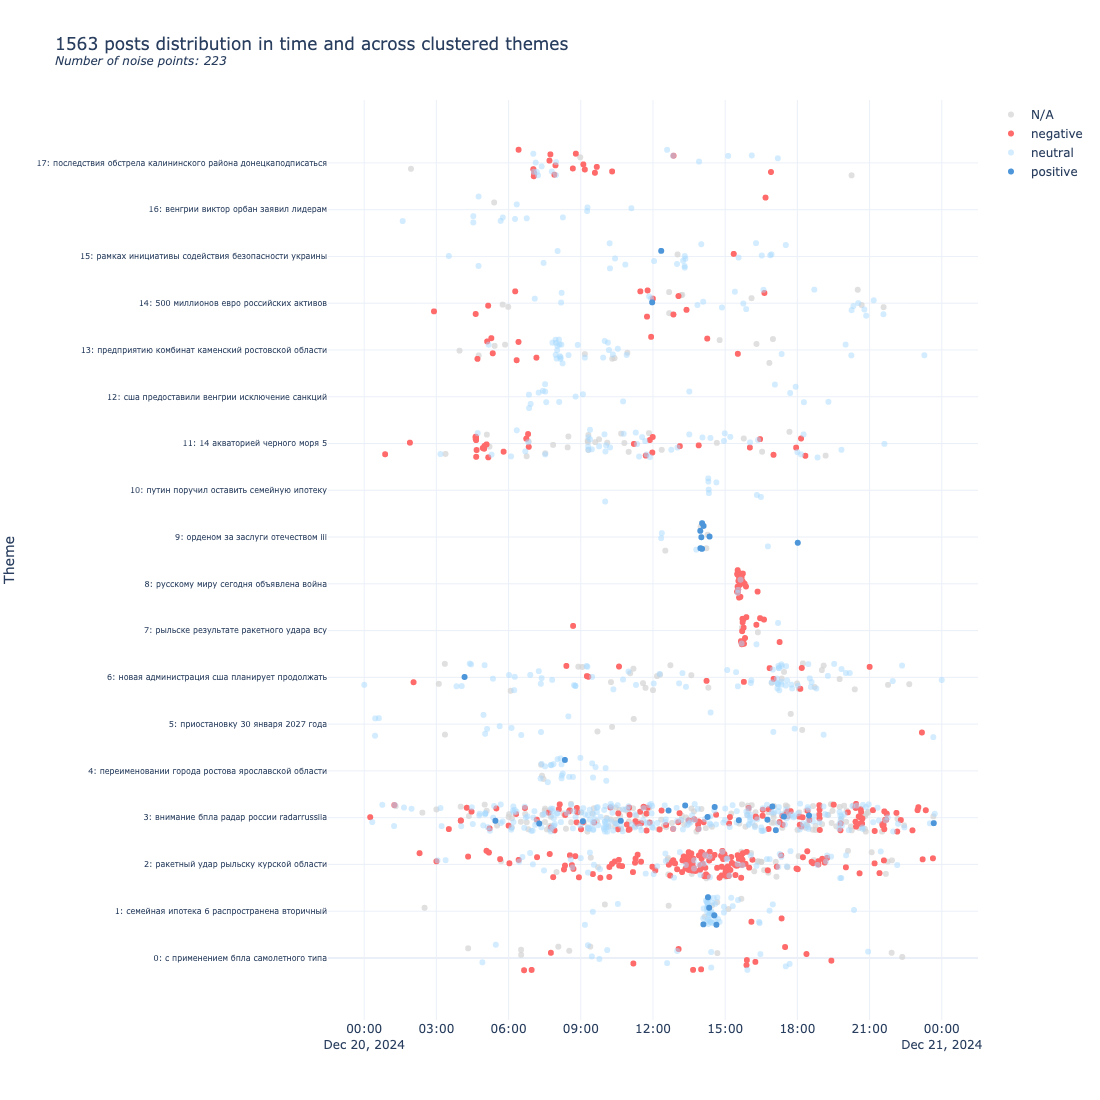 1563 posts distribution in time and across clustered themes
Number of noise points: 223
N/A
negative
neutral
positive
17: последствия обстрела калининского района донецкаподписаться
16: венгрии виктор орбан заявил лидерам
15: рамках инициативы содействия безопасности украины
14: 500 миллионов евро российских активов
13: предприятию комбинат каменский ростовской области
12: сша предоставили венгрии исключение санкций
11: 14 акваторией черного моря 5
10: путин поручил оставить семейную ипотеку
9: орденом за заслуги отечеством iii
8: русскому миру сегодня объявлена война
7: рыльске результате ракетного удара всу
6: новая администрация сша планирует продолжать
5: приостановку 30 января 2027 года
4: переименовании города ростова ярославской области
3: внимание бпла радар россии radarrussiia
2: ракетный удар рыльску курской области
1: семейная ипотека 6 распространена вторичный
0: с применением бпла самолетного типа
Theme
00:00 03:00 06:00 09:00 12:00 15:00 18:00 21:00 00:00
Dec 20, 2024 Dec 21, 2024